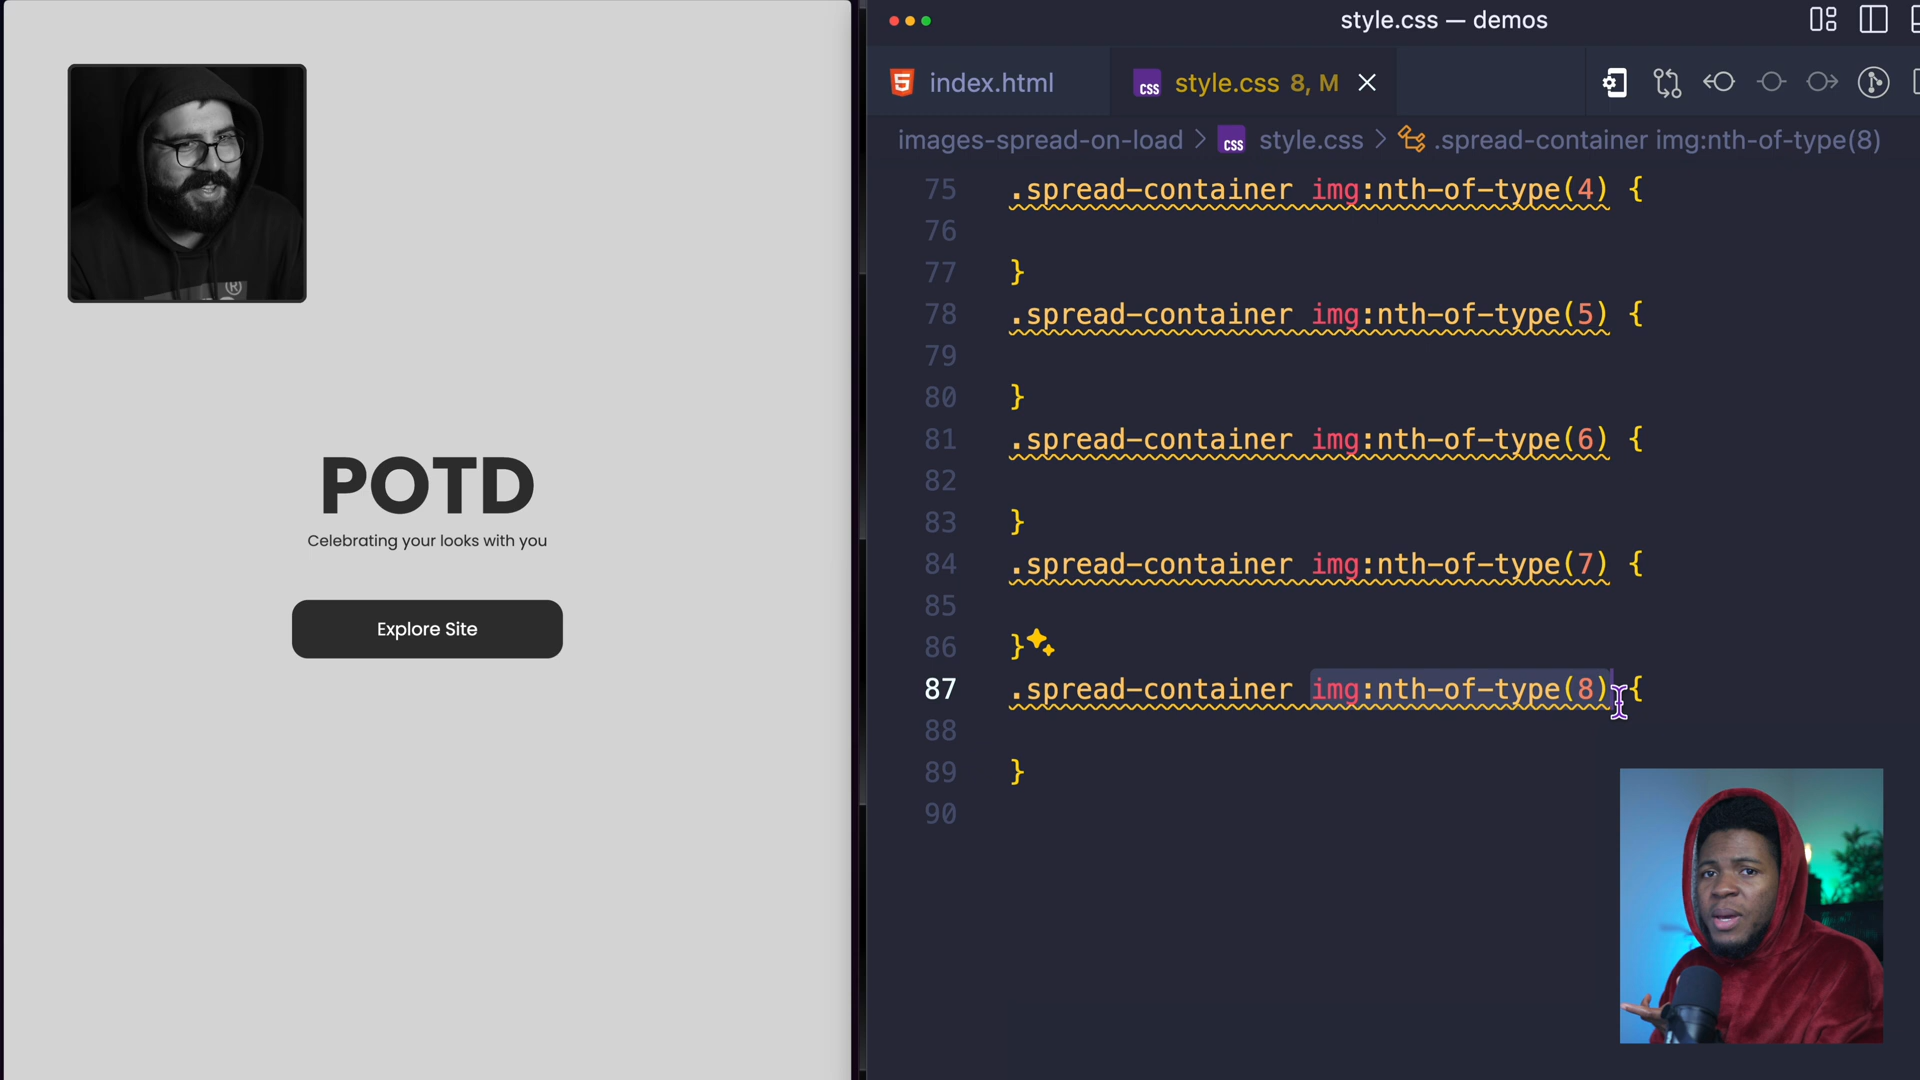 ®
POTD
Celebrating your looks with you
Explore Site
style.css — demos
index.html
style.css 8, M
images-spread-on-load > style.css > .spread-container img:nth-of-type(8)
75 .spread-container img:nth-of-type(4) {
76
77 }
78 .spread-container img:nth-of-type(5) {
79
80 }
81 .spread-container img:nth-of-type(6) {
82
83 }
84 .spread-container img:nth-of-type(7) {
85
86 }
87 .spread-container img:nth-of-type(8) {
88
89 }
90